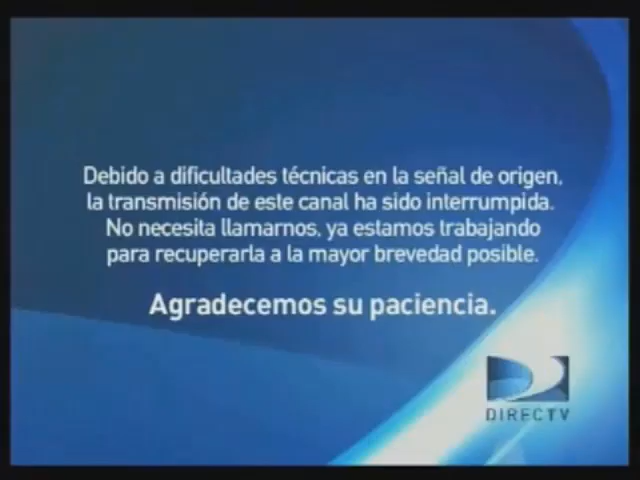 Debido a dificultades técnicas en la señal de origen,
la transmisión de este canal ha sido interrumpida.
No necesita llamarnos, ya estamos trabajando
para recuperarla a la mayor brevedad posible.
Agradecemos su paciencia.
DIRECTV